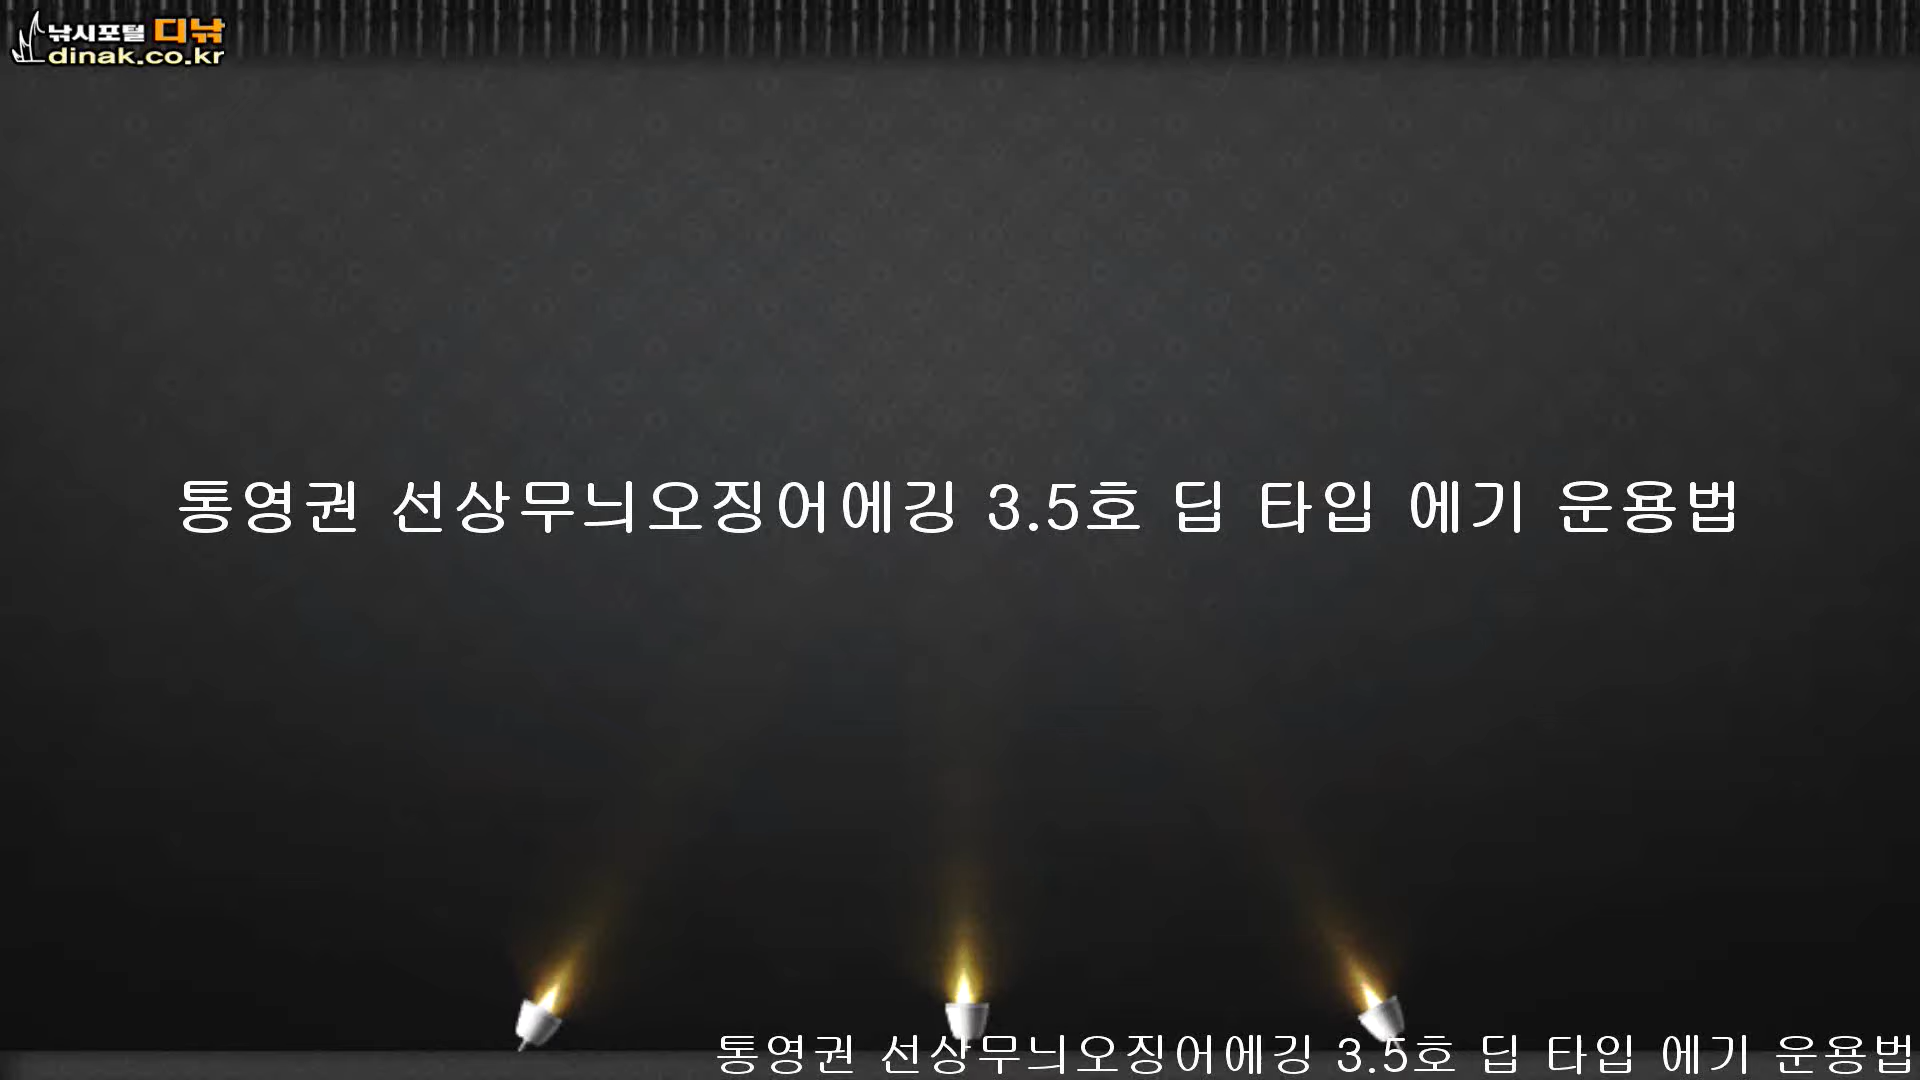 낚시포털 디낚
dinak.co.kr
통영권 선상무늬오징어에깅 3.5호 딥 타입 에기 운용법
통영권 선상무늬오징어에깅 3.5호 딥 타입 에기 운용법